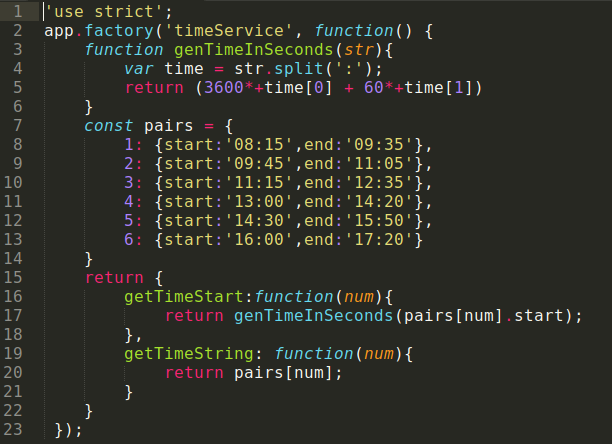 1 'use strict';
2 app.factory('timeService', function() {
3 function genTimeInSeconds(str){
4 var time = str.split(':');
5 return (3600*+time[0] + 60*+time[1])
6 }
7 const pairs = {
8 1: {start:'08:15',end:'09:35'},
9 2: {start:'09:45',end:'11:05'},
10 3: {start:'11:15',end:'12:35'},
11 4: {start:'13:00',end:'14:20'},
12 5: {start:'14:30',end:'15:50'},
13 6: {start:'16:00',end:'17:20'}
14 }
15 return {
16 getTimeStart:function(num){
17 return genTimeInSeconds(pairs[num].start);
18 },
19 getTimeString: function(num){
20 return pairs[num];
21 }
22 }
23 });